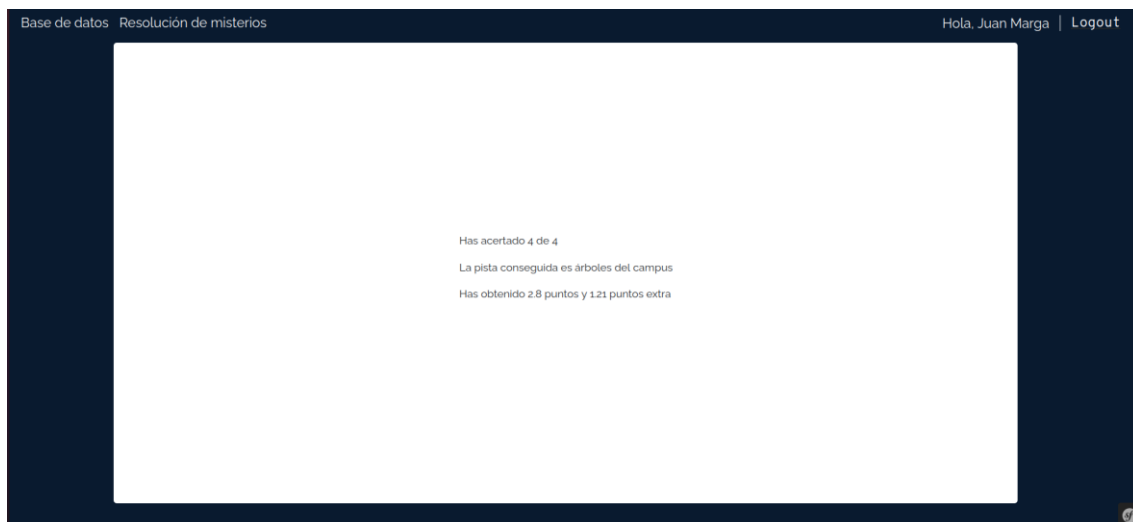 Base de datos Resolución de misterios Hola, Juan Marga | Logout
Has acertado 4 de 4
La pista conseguida es árboles del campus
Has obtenido 2.8 puntos y 1.21 puntos extra